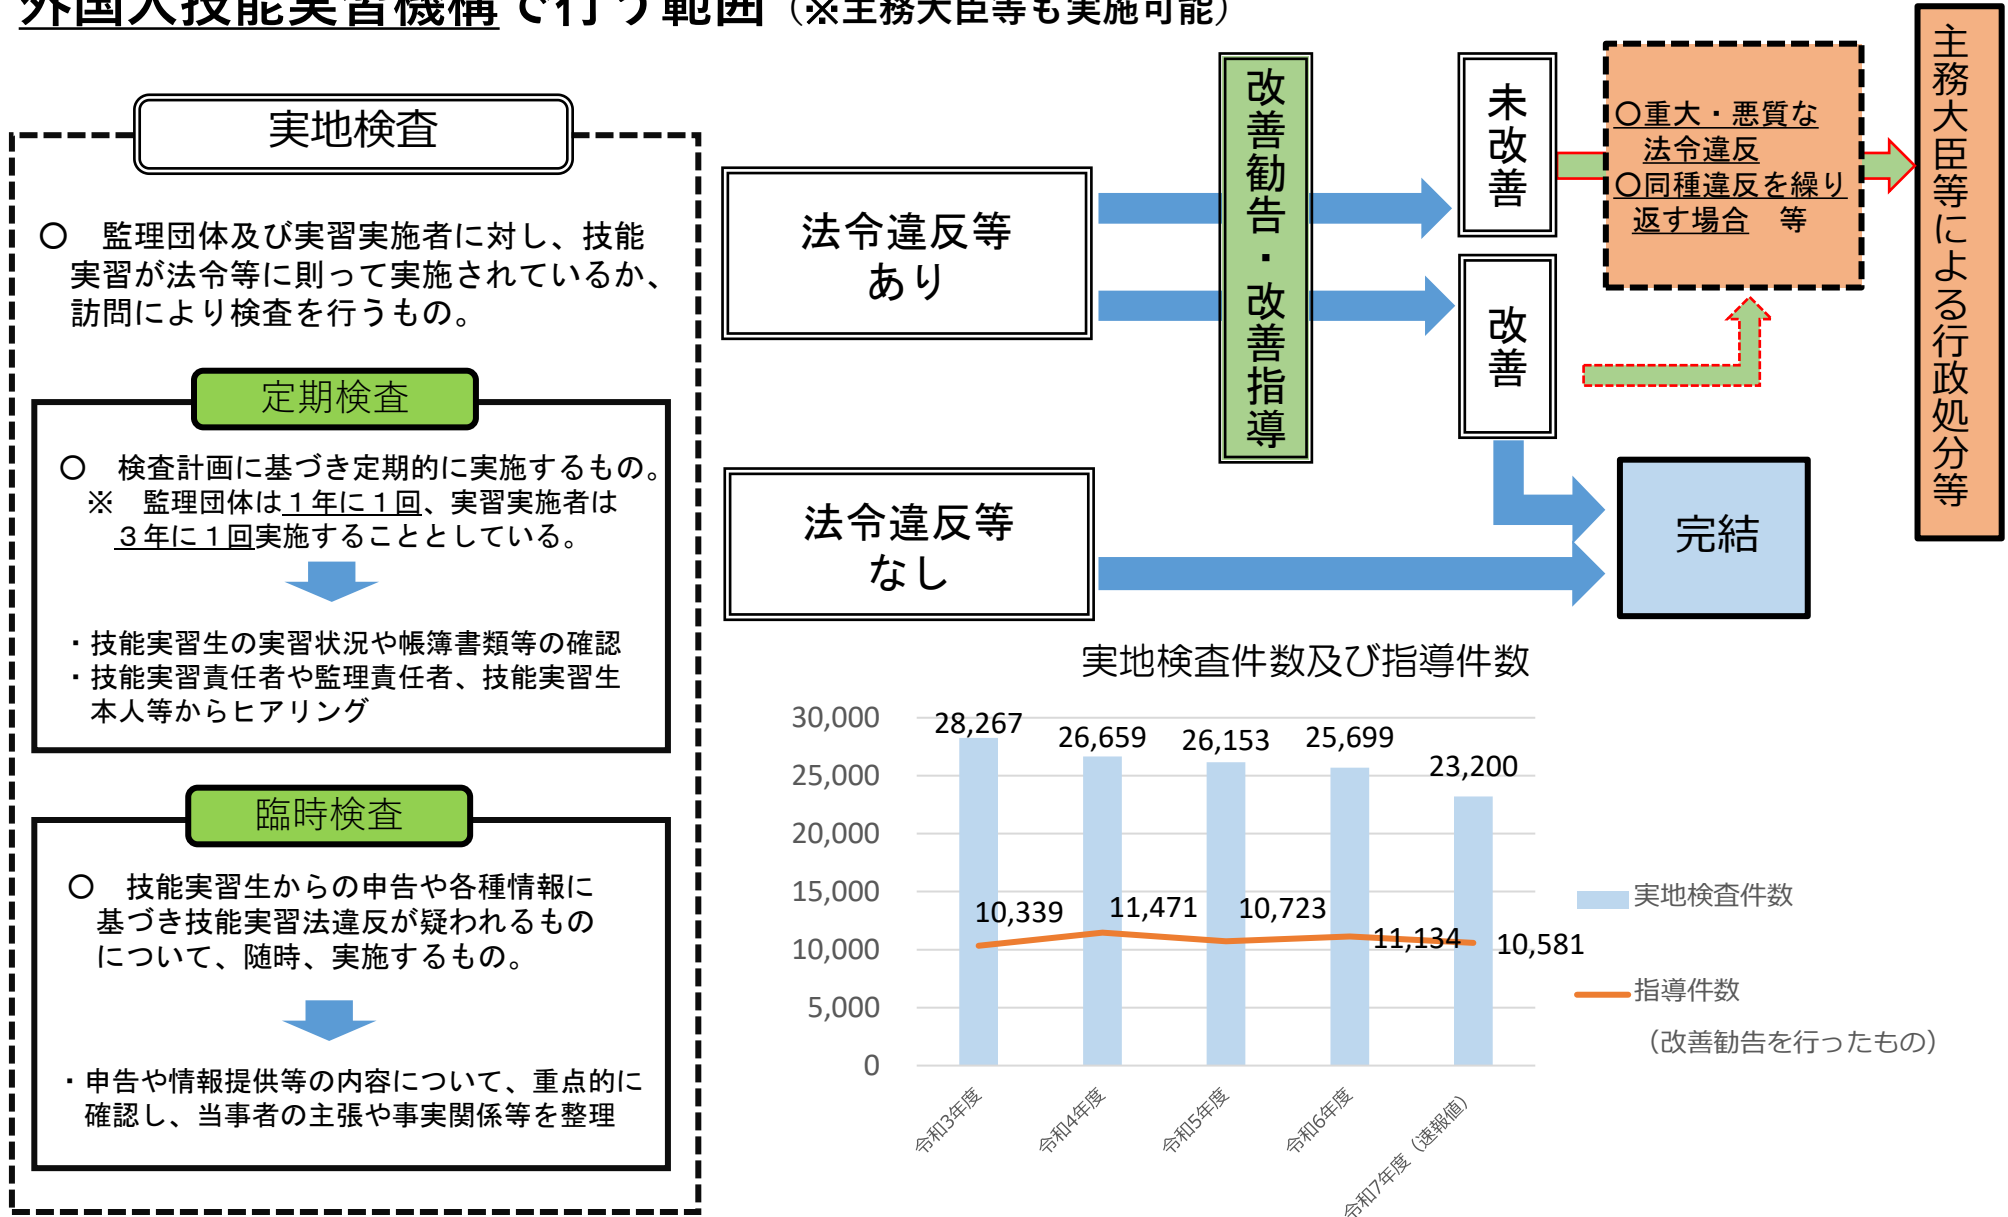 外国人技能実習機構で行う範囲（※主務大臣等も実施可能）
実地検査
○　監理団体及び実習実施者に対し、技能
実習が法令等に則って実施されているか、
訪問により検査を行うもの。
定期検査
○　検査計画に基づき定期的に実施するもの。
※　監理団体は１年に１回、実習実施者は
３年に１回実施することとしている。
・技能実習生の実習状況や帳簿書類等の確認
・技能実習責任者や監理責任者、技能実習生
本人等からヒアリング
臨時検査
○　技能実習生からの申告や各種情報に
基づき技能実習法違反が疑われるもの
について、随時、実施するもの。
・申告や情報提供等の内容について、重点的に
確認し、当事者の主張や事実関係等を整理
法令違反等
あり
法令違反等
なし
改善勧告・改善指導
未改善
改善
○重大・悪質な
法令違反
○同種違反を繰り
返す場合　等
主務大臣等による行政処分等
完結
実地検査件数及び指導件数
30,000
25,000
20,000
15,000
10,000
5,000
0
28,267
26,659
26,153
25,699
23,200
10,339
11,471
10,723
11,134
10,581
令和3年度
令和4年度
令和5年度
令和6年度
令和7年度（速報値）
実地検査件数
指導件数
（改善勧告を行ったもの）